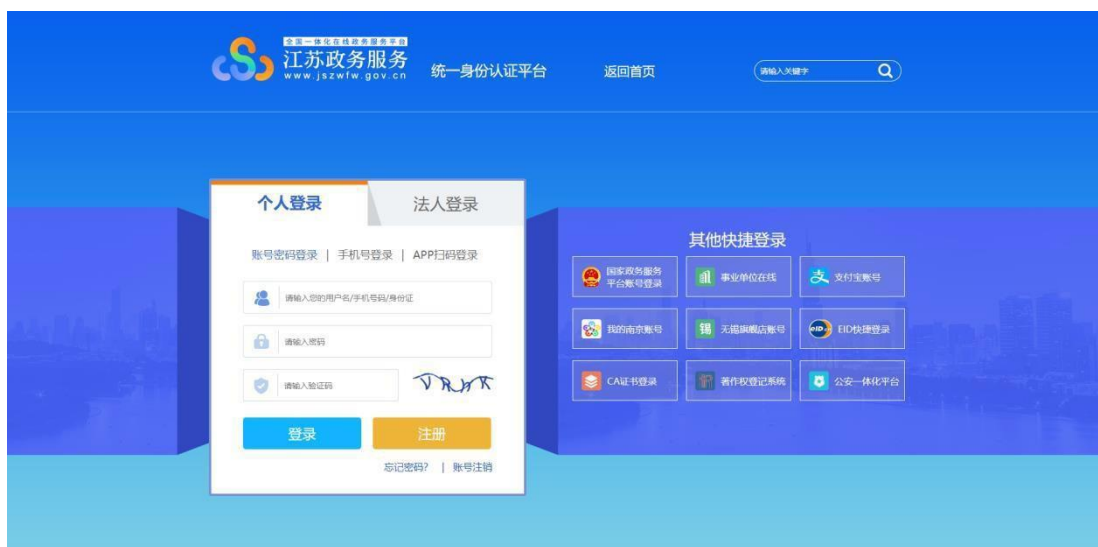 全国一体化在线政务服务平台
江苏政务服务
www.jszwfw.gov.cn
统一身份认证平台
返回首页
请输入关键字
个人登录
法人登录
账号密码登录 | 手机号登录 | APP扫码登录
请输入您的用户名/手机号码/身份证
请输入密码
请输入验证码
登录
注册
忘记密码? | 账号注销
其他快捷登录
国家政务服务
平台账号登录
事业单位在线
支付宝账号
我的南京账号
锡
无锡旗舰店账号
eID
EID快捷登录
CA证书登录
著作权登记系统
公安一体化平台